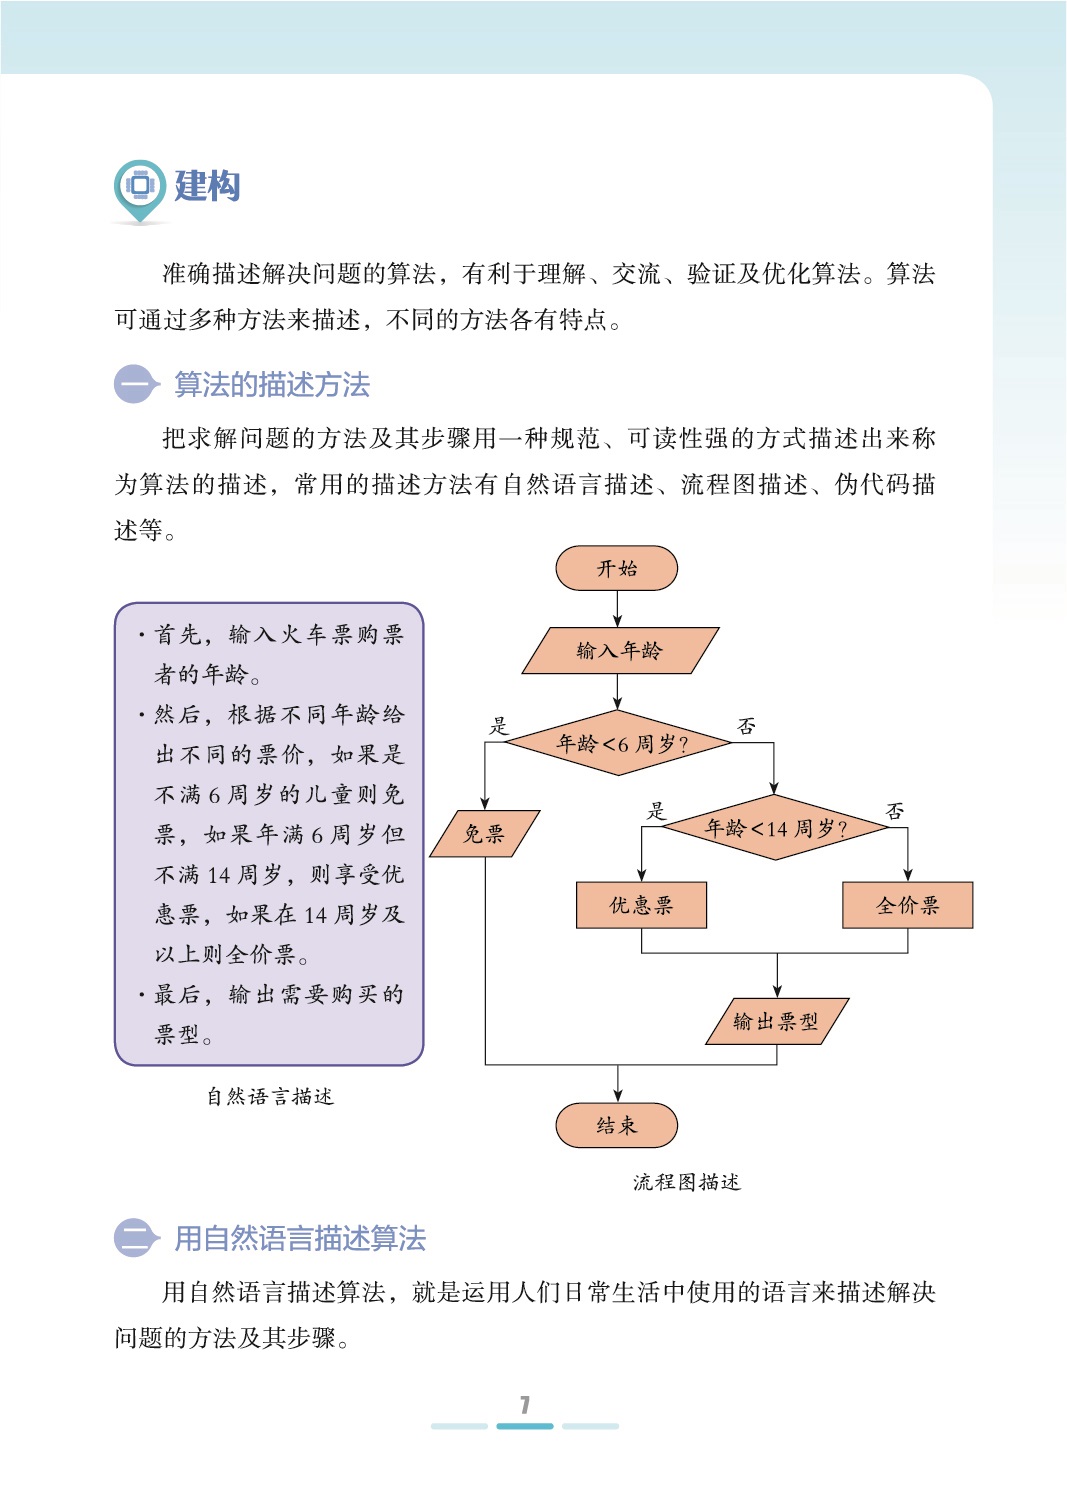 建构
准确描述解决问题的算法，有利于理解、交流、验证及优化算法。算法
可通过多种方法来描述，不同的方法各有特点。
一 算法的描述方法
把求解问题的方法及其步骤用一种规范、可读性强的方式描述出来称
为算法的描述，常用的描述方法有自然语言描述、流程图描述、伪代码描
述等。
·首先，输入火车票购票
者的年龄。
·然后，根据不同年龄给
出不同的票价，如果是
不满 6 周岁的儿童则免
票，如果年满 6 周岁但
不满 14 周岁，则享受优
惠票，如果在 14 周岁及
以上则全价票。
·最后，输出需要购买的
票型。
自然语言描述
开始
输入年龄
是
年龄<6 周岁?
否
免票
是
年龄<14 周岁?
否
优惠票
全价票
输出票型
结束
流程图描述
二 用自然语言描述算法
用自然语言描述算法，就是运用人们日常生活中使用的语言来描述解决
问题的方法及其步骤。
7